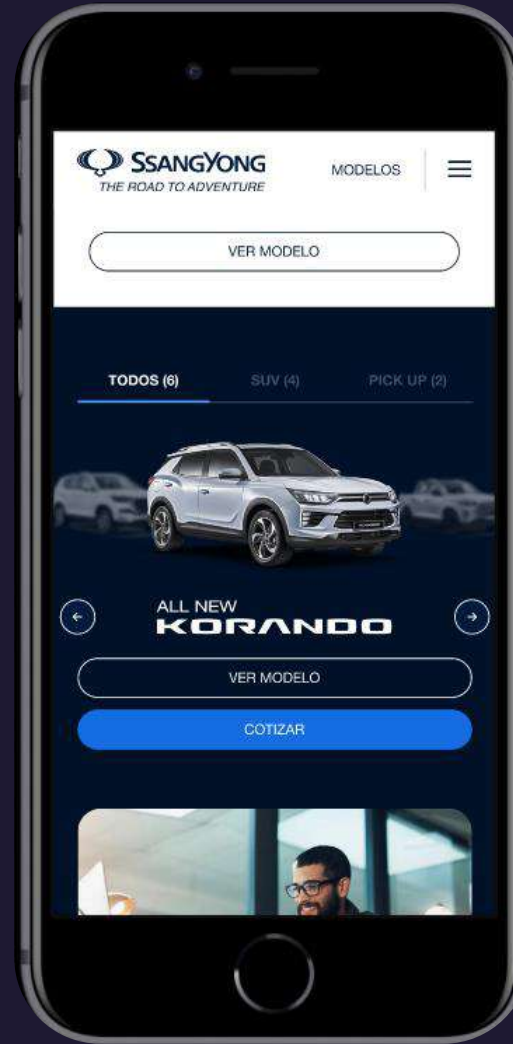 SSANGYONG
THE ROAD TO ADVENTURE
MODELOS
VER MODELO
TODOS (6)
SUV (4)
PICK UP (2)
ALL NEW
KORANDO
VER MODELO
COTIZAR